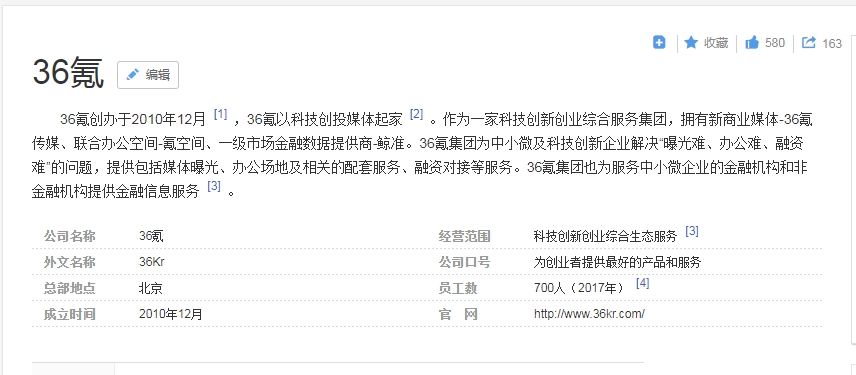 收藏 580 163
36氪 编辑
36氪创办于2010年12月 [1] ，36氪以科技创投媒体起家 [2] 。作为一家科技创新创业综合服务集团，拥有新商业媒体-36氪
传媒、联合办公空间-氪空间、一级市场金融数据提供商-鲸准。36氪集团为中小微及科技创新企业解决“曝光难、办公难、融资
难”的问题，提供包括媒体曝光、办公场地及相关的配套服务、融资对接等服务。36氪集团也为服务中小微企业的金融机构和非
金融机构提供金融信息服务 [3] 。
公司名称 36氪 经营范围 科技创新创业综合生态服务 [3]
外文名称 36Kr 公司口号 为创业者提供最好的产品和服务
总部地点 北京 员工数 700人（2017年） [4]
成立时间 2010年12月 官 网 http://www.36kr.com/